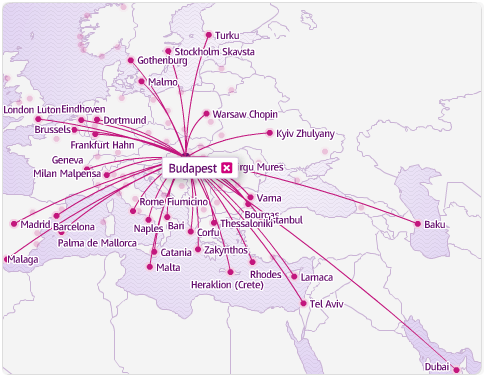 Turku
Stockholm Skavsta
Gothenburg
Malmo
London Luton
Eindhoven
Dortmund
Warsaw Chopin
Brussels
Kyiv Zhulyany
Frankfurt Hahn
Geneva
Budapest
rgu Mures
Milan Malpensa
Rome Fiumicino
Varna
Bourgas
Istanbul
Madrid
Barcelona
Naples
Bari
Thessaloniki
Baku
Corfu
Palma de Mallorca
Malaga
Catania
Zakynthos
Malta
Rhodes
Larnaca
Heraklion (Crete)
Tel Aviv
Dubai